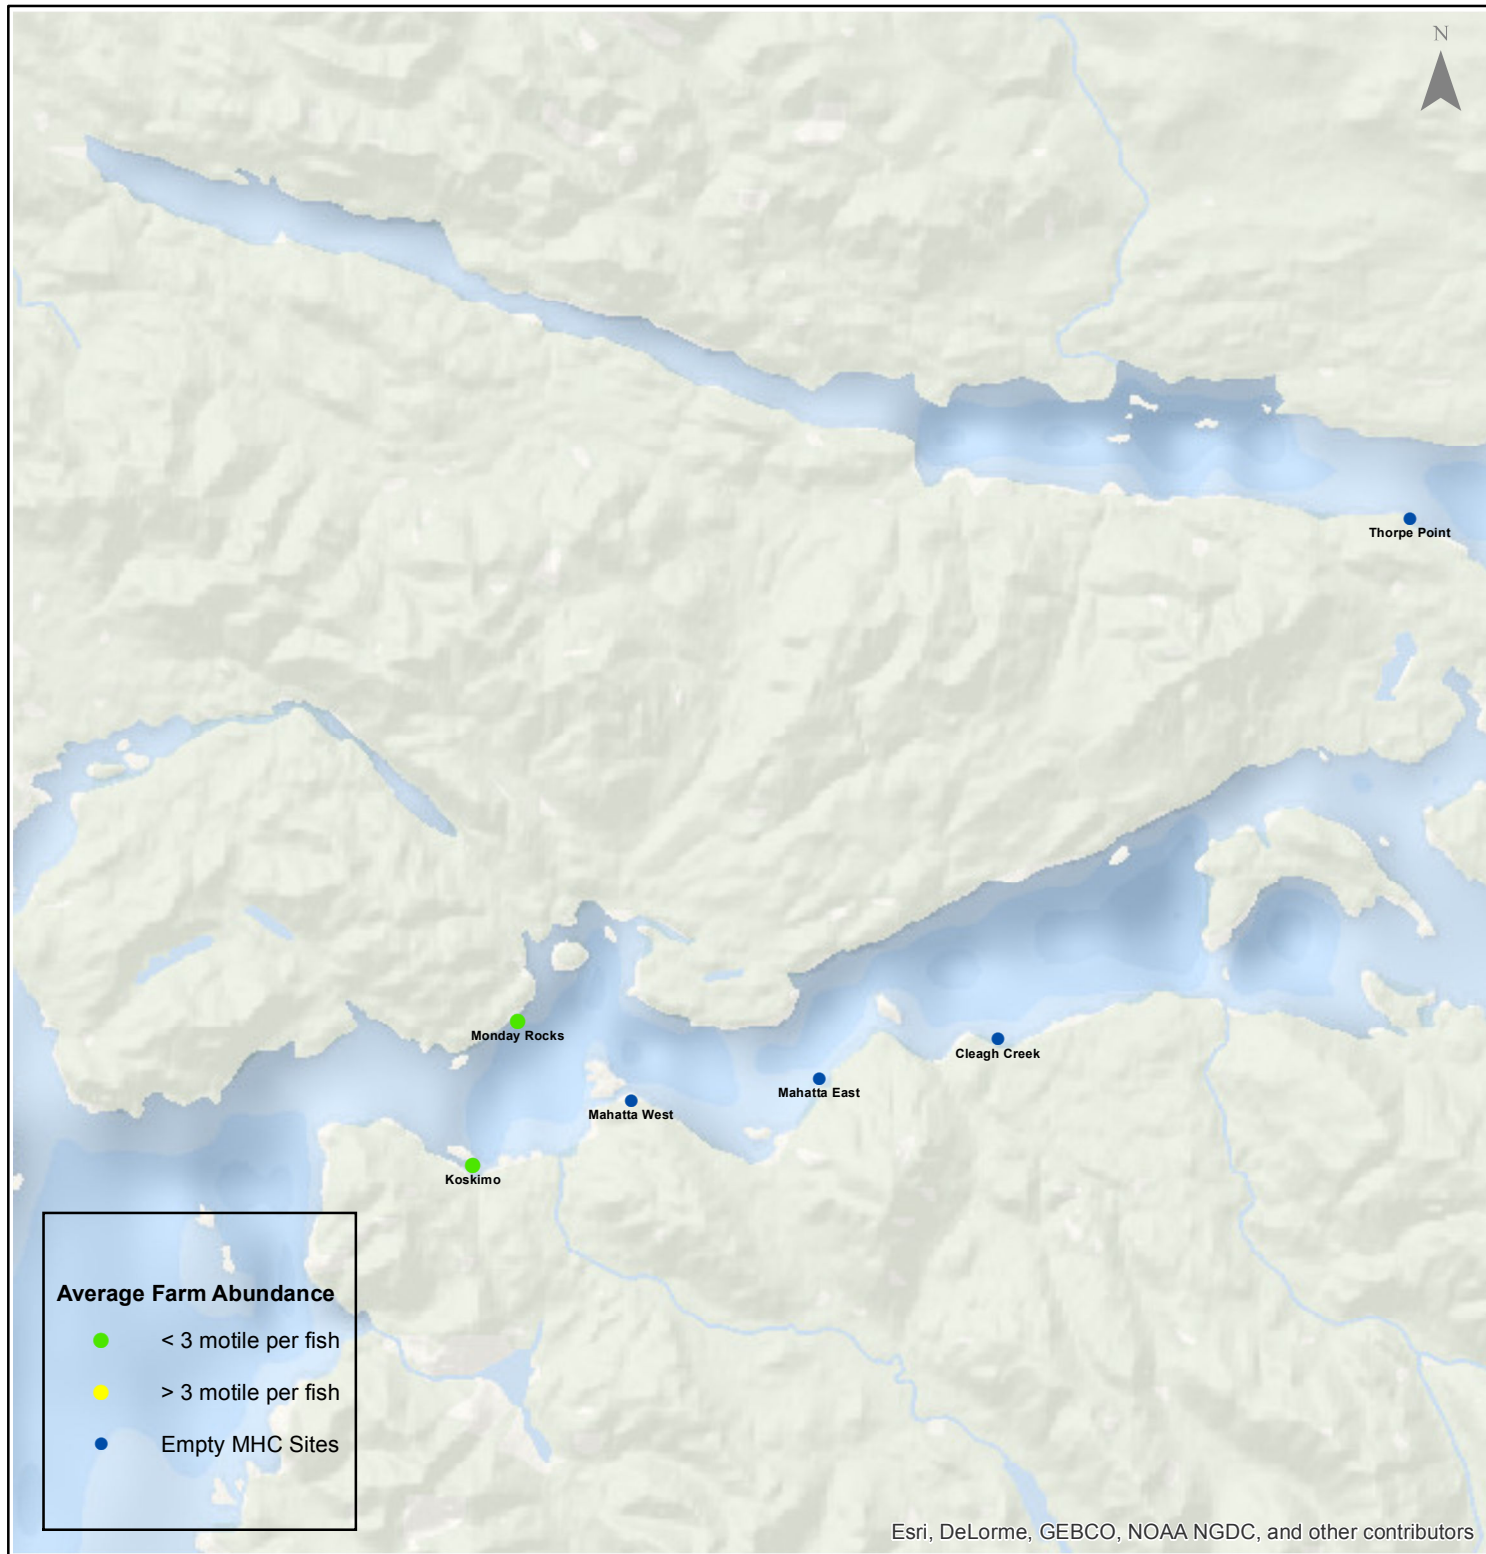 N
Thorpe Point
Monday Rocks
Cleagh Creek
Mahatta East
Mahatta West
Koskimo
Average Farm Abundance
< 3 motile per fish
> 3 motile per fish
Empty MHC Sites
Esri, DeLorme, GEBCO, NOAA NGDC, and other contributors